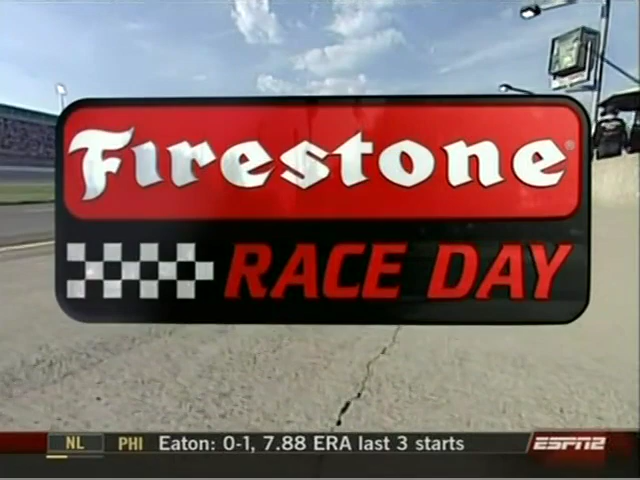 Firestone®
RACE DAY
NL PHI Eaton: 0-1, 7.88 ERA last 3 starts ESPN2